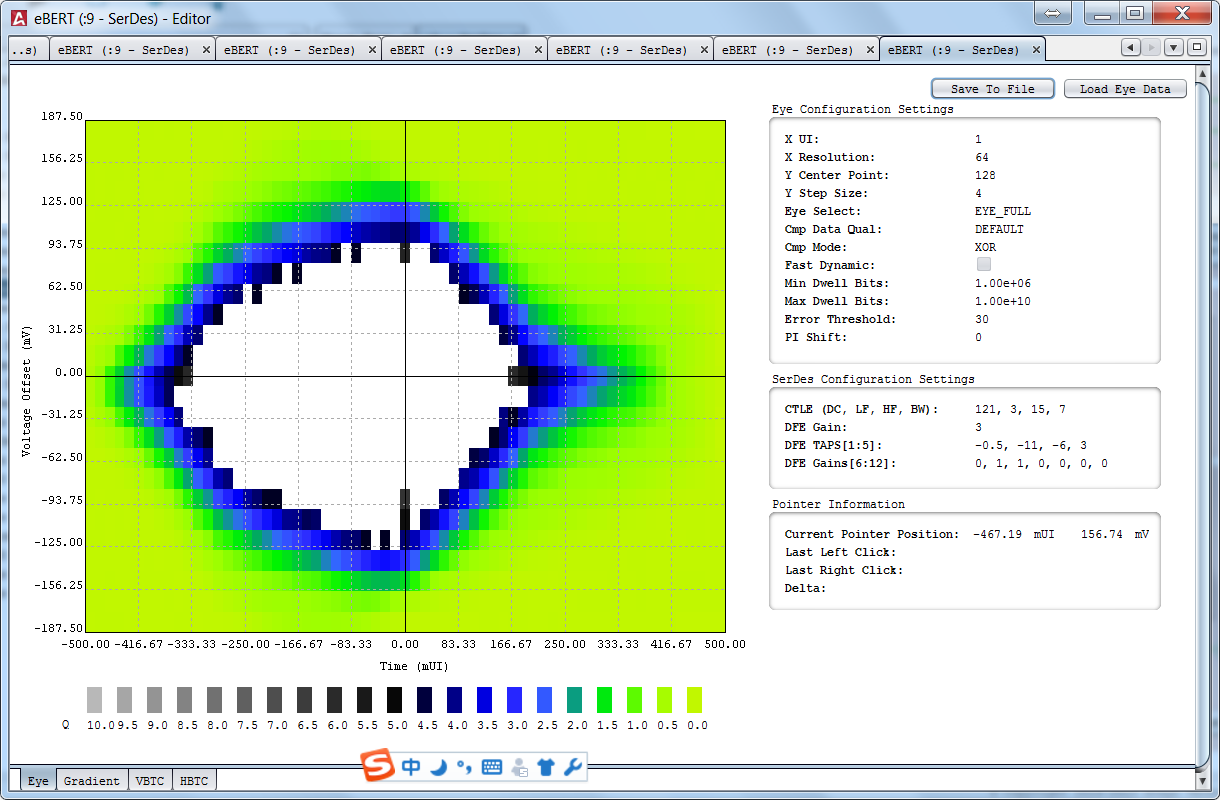 eBERT (:9 - SerDes) - Editor
..s) eBERT (:9 - SerDes) eBERT (:9 - SerDes) eBERT (:9 - SerDes) eBERT (:9 - SerDes) eBERT (:9 - SerDes) eBERT (:9 - SerDes)
Save To File Load Eye Data
Eye Configuration Settings
X UI: 1
X Resolution: 64
Y Center Point: 128
Y Step Size: 4
Eye Select: EYE_FULL
Cmp Data Qual: DEFAULT
Cmp Mode: XOR
Fast Dynamic:
Min Dwell Bits: 1.00e+06
Max Dwell Bits: 1.00e+10
Error Threshold: 30
PI Shift: 0
SerDes Configuration Settings
CTLE (DC, LF, HF, BW): 121, 3, 15, 7
DFE Gain: 3
DFE TAPS[1:5]: -0.5, -11, -6, 3
DFE Gains[6:12]: 0, 1, 1, 0, 0, 0, 0
Pointer Information
Current Pointer Position: -467.19 mUI 156.74 mV
Last Left Click:
Last Right Click:
Delta:
187.50
156.25
125.00
93.75
62.50
31.25
0.00
-31.25
-62.50
-93.75
-125.00
-156.25
-187.50
Voltage Offset (mV)
-500.00 -416.67 -333.33 -250.00 -166.67 -83.33 0.00 83.33 166.67 250.00 333.33 416.67 500.00
Time (mUI)
Q 10.0 9.5 9.0 8.5 8.0 7.5 7.0 6.5 6.0 5.5 5.0 4.5 4.0 3.5 3.0 2.5 2.0 1.5 1.0 0.5 0.0
中
Eye Gradient VBTC HBTC